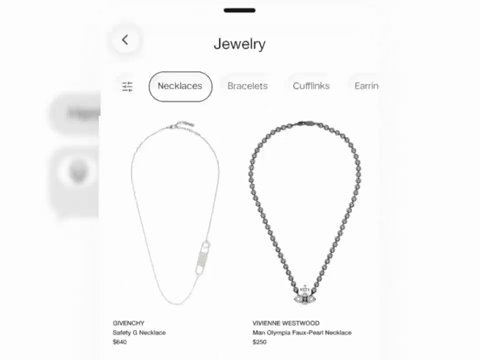 Jewelry
Necklaces
Bracelets
Cufflinks
Earrin
GIVENCHY
Safety G Necklace
$640
VIVIENNE WESTWOOD
Man Olympia Faux-Pearl Necklace
$250